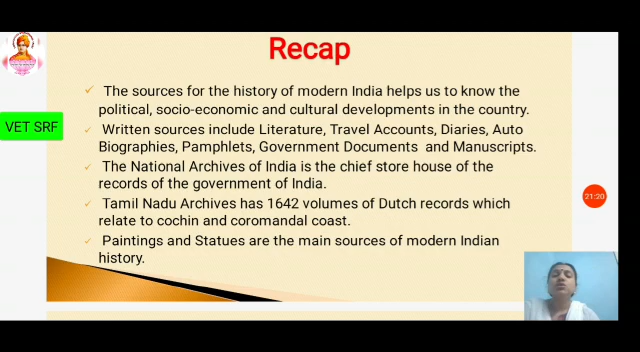 Recap
✓ The sources for the history of modern India helps us to know the
political, socio-economic and cultural developments in the country.
VET SRF
✓ Written sources include Literature, Travel Accounts, Diaries, Auto
Biographies, Pamphlets, Government Documents and Manuscripts.
✓ The National Archives of India is the chief store house of the
records of the government of India.
21:20
✓ Tamil Nadu Archives has 1642 volumes of Dutch records which
relate to cochin and coromandal coast.
✓ Paintings and Statues are the main sources of modern Indian
history.